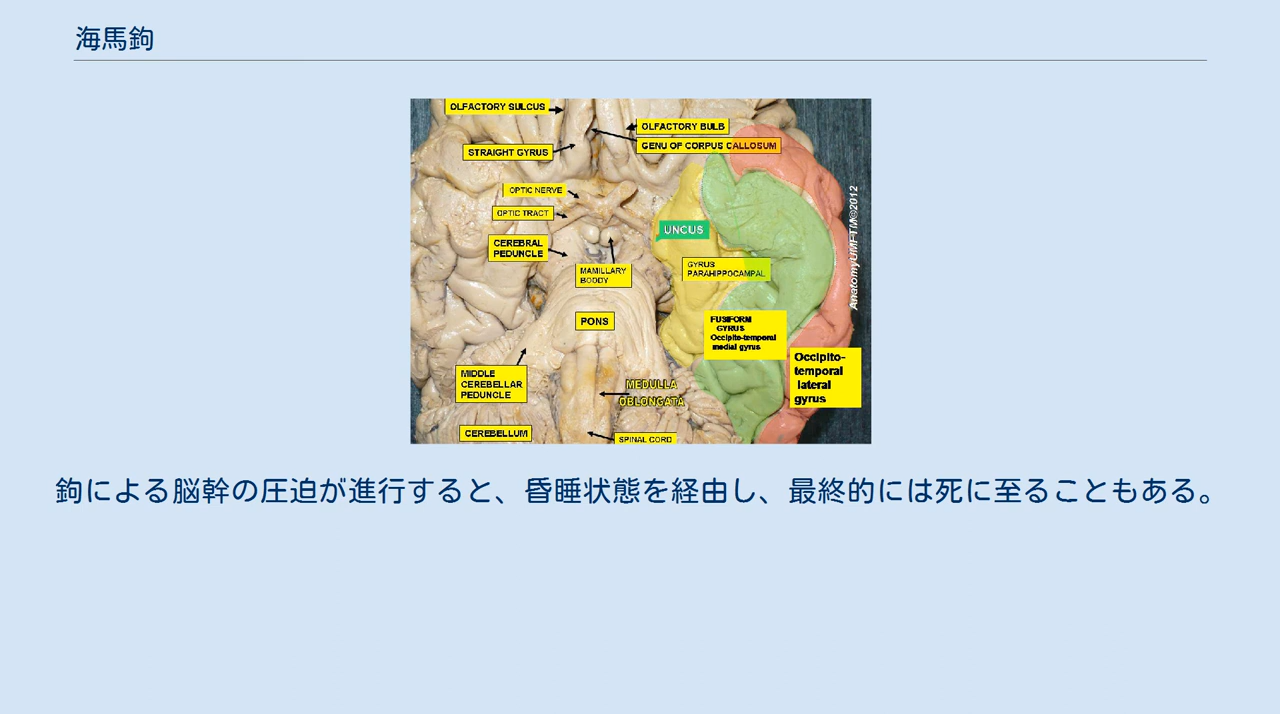 海馬鉤
OLFACTORY SULCUS
OLFACTORY BULB
GENU OF CORPUS CALLOSUM
STRAIGHT GYRUS
OPTIC NERVE
OPTIC TRACT
UNCUS
CEREBRAL
PEDUNCLE
MAMILLARY
BODDY
GYRUS
PARAHIPPOCAMPAL
AnatomyUMFTM©2012
PONS
FUSIFORM
GYRUS
Occipito-temporal
medial gyrus
Occipito-
temporal
lateral
gyrus
MIDDLE
CEREBELLAR
PEDUNCLE
MEDULLA
OBLONGATA
CEREBELLUM
SPINAL CORD
鉤による脳幹の圧迫が進行すると、昏睡状態を経由し、最終的には死に至ることもある。